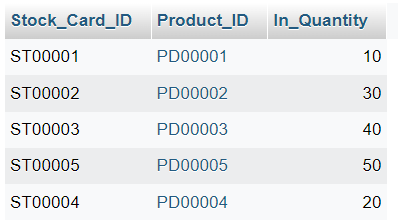 Stock_Card_ID Product_ID In_Quantity
ST00001 PD00001 10
ST00002 PD00002 30
ST00003 PD00003 40
ST00005 PD00005 50
ST00004 PD00004 20